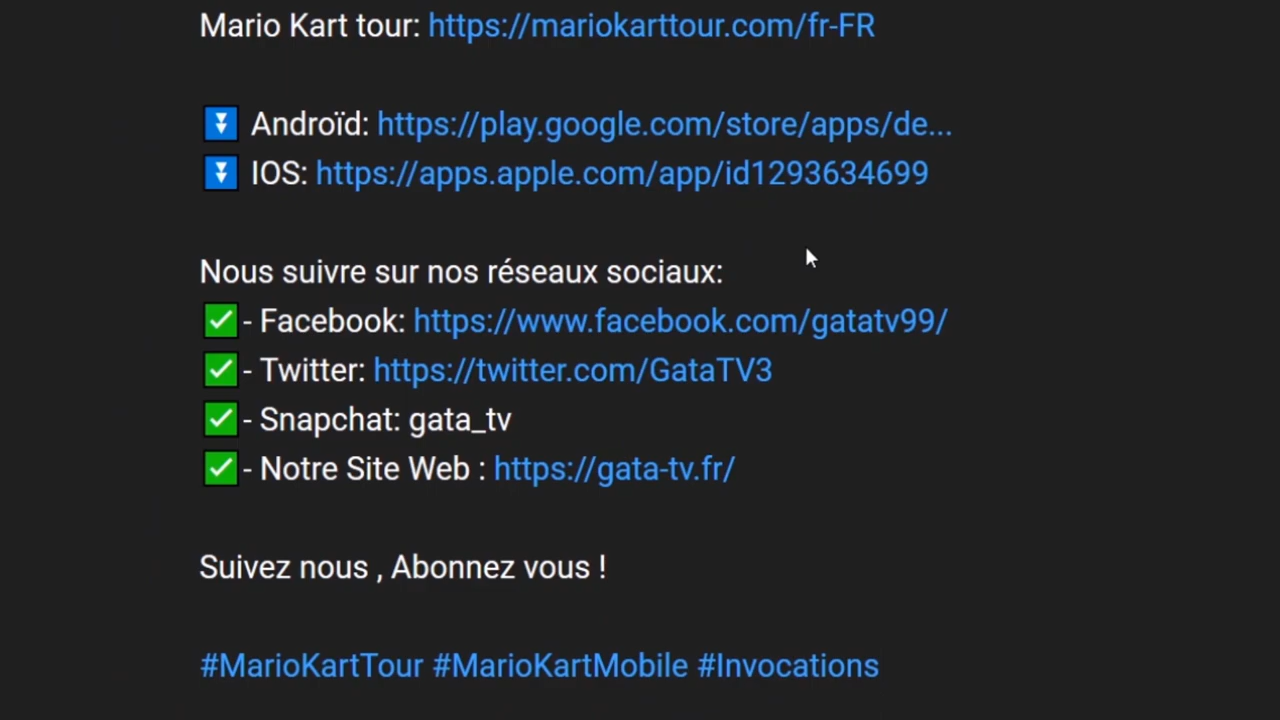 Mario Kart tour: https://mariokarttour.com/fr-FR
⏬ Androïd: https://play.google.com/store/apps/de...
⏬ IOS: https://apps.apple.com/app/id1293634699
Nous suivre sur nos réseaux sociaux:
✅- Facebook: https://www.facebook.com/gatatv99/
✅- Twitter: https://twitter.com/GataTV3
✅- Snapchat: gata_tv
✅- Notre Site Web : https://gata-tv.fr/
Suivez nous , Abonnez vous !
#MarioKartTour #MarioKartMobile #Invocations